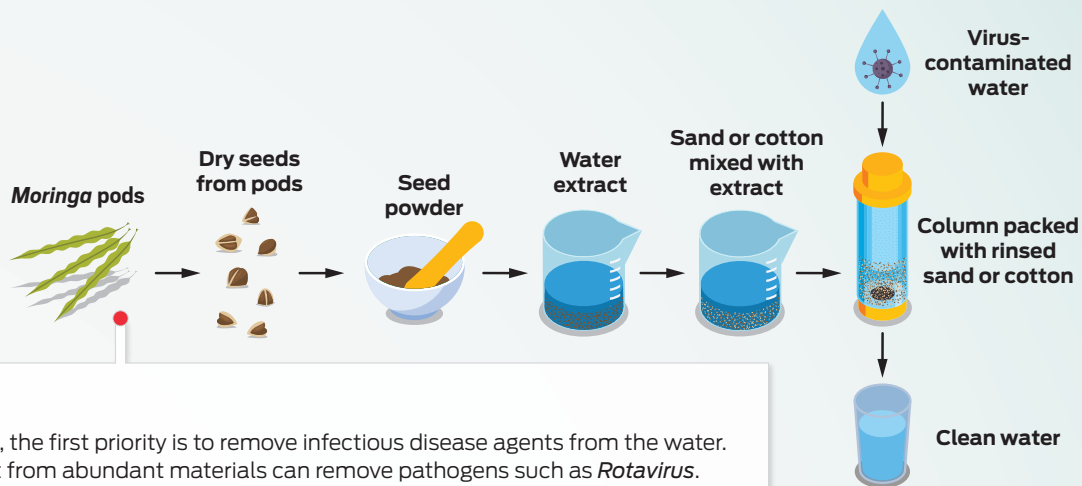 Moringa pods
Dry seeds
from pods
Seed
powder
Water
extract
Sand or cotton
mixed with
extract
Virus-
contaminated
water
Column packed
with rinsed
sand or cotton
Clean water
, the first priority is to remove infectious disease agents from the water.
from abundant materials can remove pathogens such as Rotavirus.